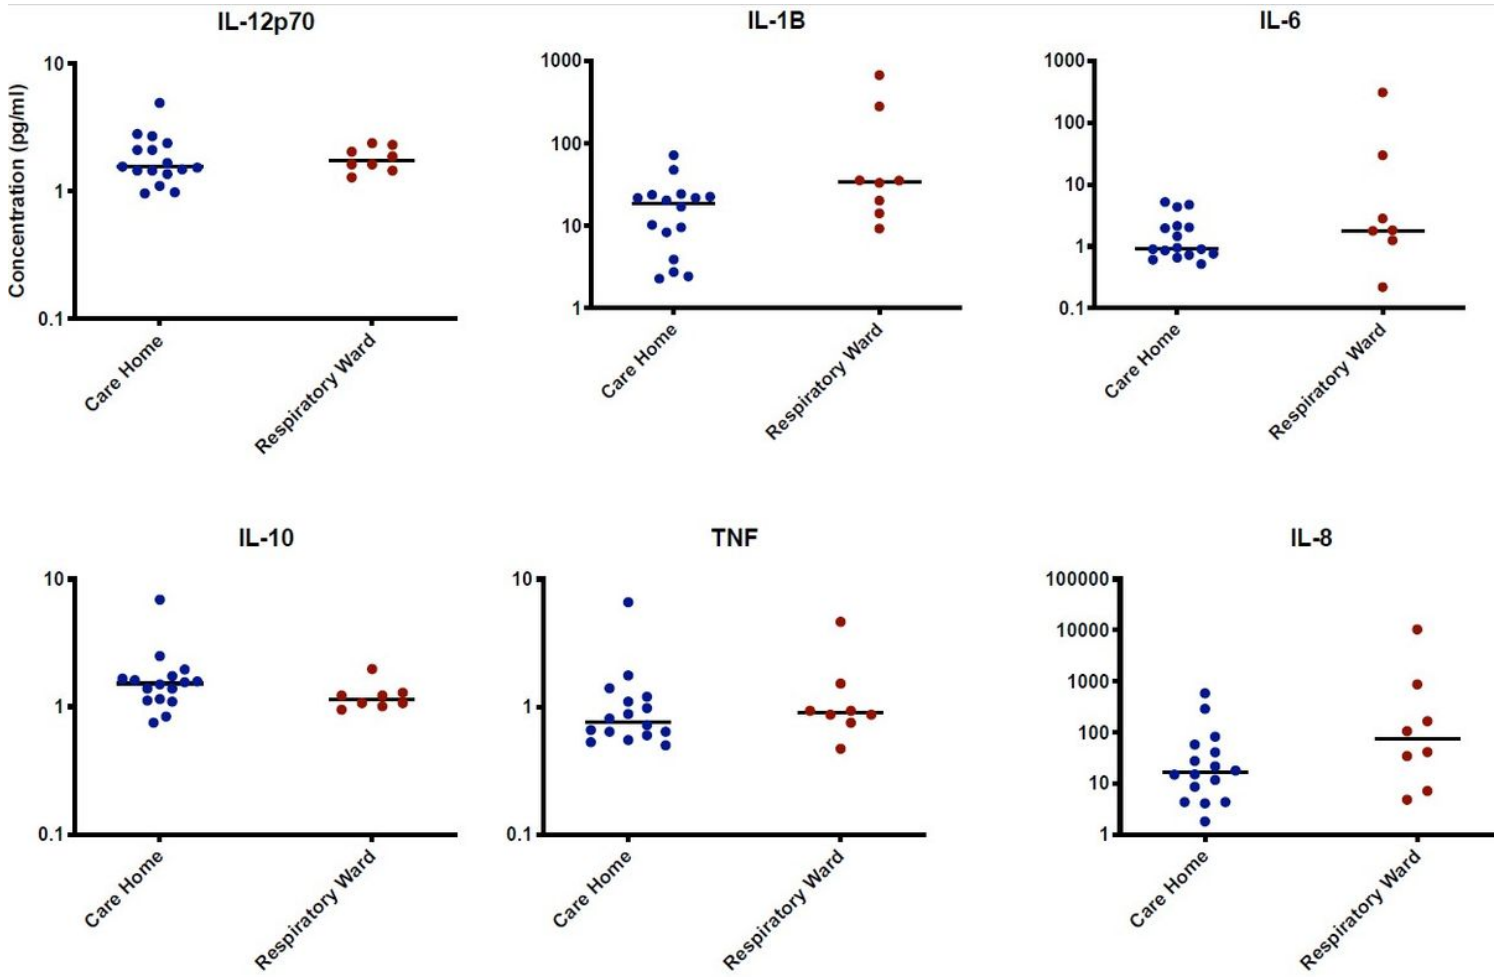 IL-12p70
10
1
0.1
Concentration (pg/ml)
Care Home
Respiratory Ward
IL-1B
1000
100
10
1
Care Home
Respiratory Ward
IL-6
1000
100
10
1
0.1
Care Home
Respiratory Ward
IL-10
10
1
0.1
Care Home
Respiratory Ward
TNF
10
1
0.1
Care Home
Respiratory Ward
IL-8
100000
10000
1000
100
10
1
Care Home
Respiratory Ward